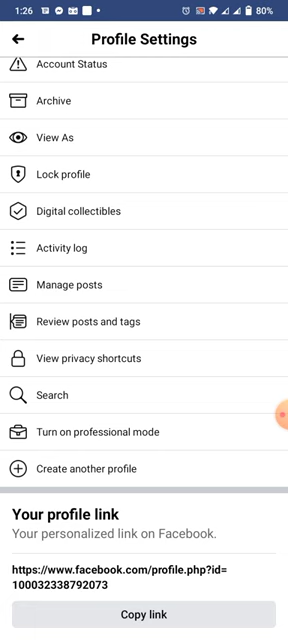 1:26
80%
Profile Settings
Account Status
Archive
View As
Lock profile
Digital collectibles
Activity log
Manage posts
Review posts and tags
View privacy shortcuts
Search
Turn on professional mode
Create another profile
Your profile link
Your personalized link on Facebook.
https://www.facebook.com/profile.php?id=
100032338792073
Copy link